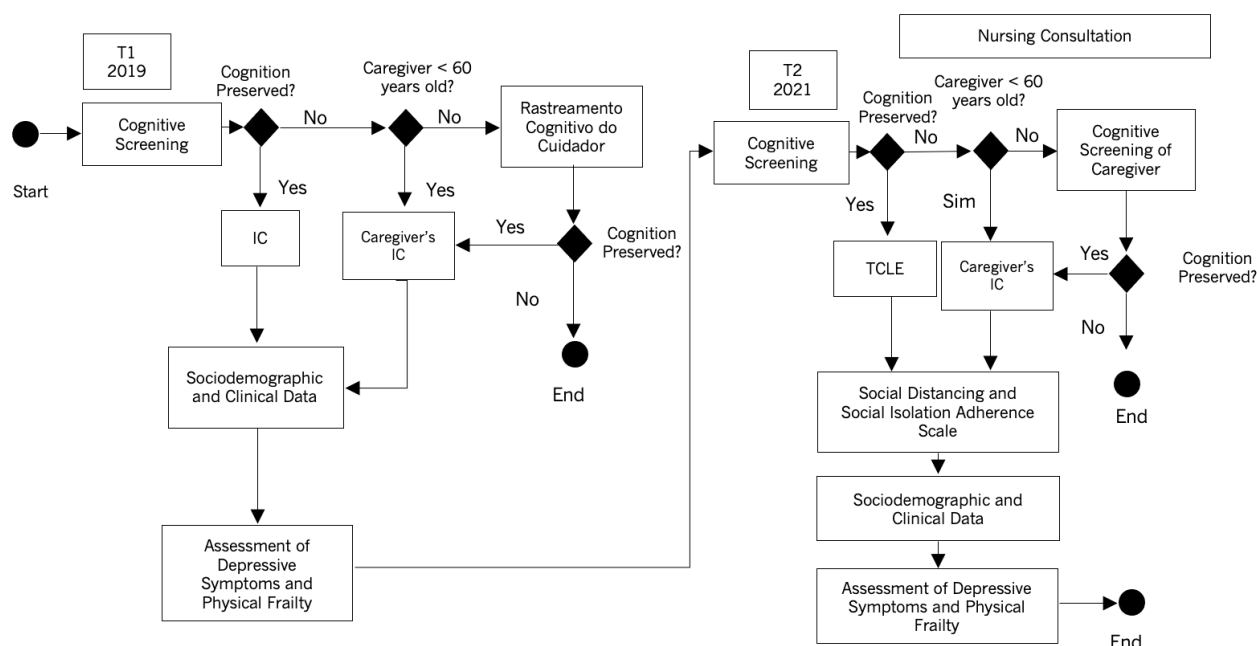 T1
2019
Cognition
Preserved?
Caregiver < 60
years old?
Cognitive
Screening
No
No
Rastreamento
Cognitivo do
Cuidador
Start
Yes
Yes
IC
Caregiver's
IC
Yes
Cognition
Preserved?
No
End
Sociodemographic
and Clinical Data
Assessment of
Depressive
Symptoms and
Physical Frailty
Nursing Consultation
T2
2021
Cognition
Preserved?
Caregiver < 60
years old?
Cognitive
Screening
No
No
Cognitive
Screening of
Caregiver
Yes
Sim
TCLE
Caregiver's
IC
Yes
Cognition
Preserved?
No
End
Social Distancing and
Social Isolation Adherence
Scale
Sociodemographic and
Clinical Data
Assessment of Depressive
Symptoms and Physical
Frailty
End